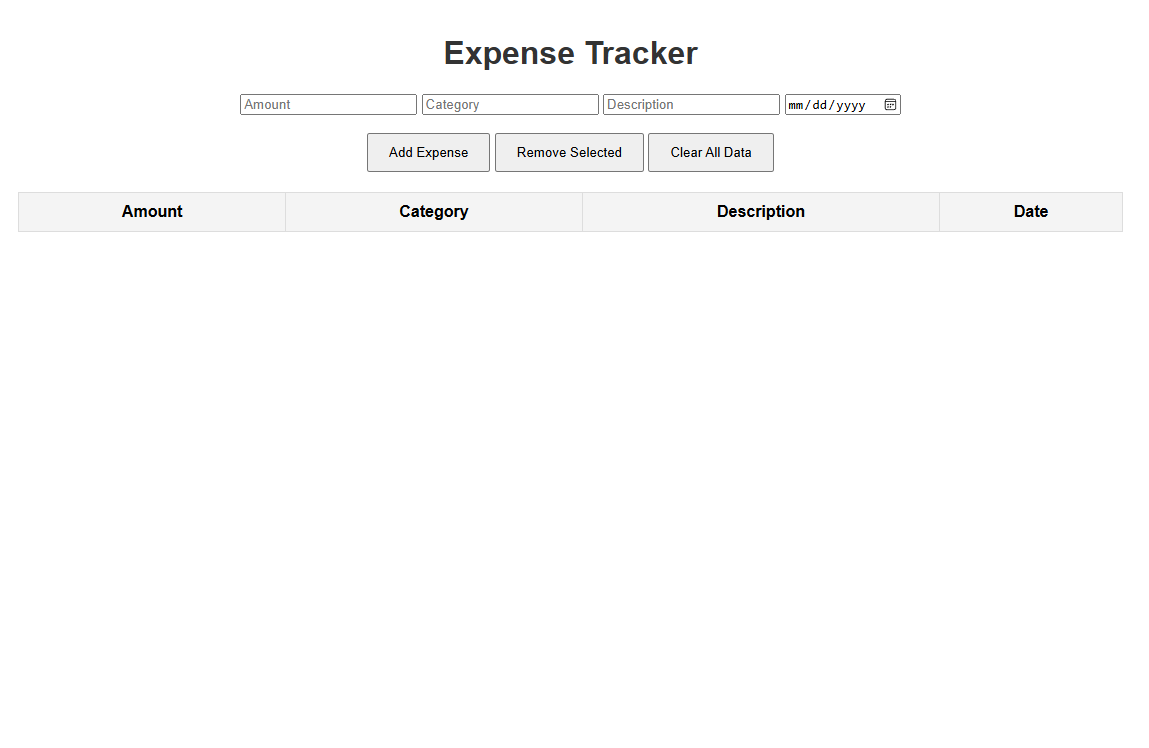 Expense Tracker
Amount Category Description mm/dd/yyyy
Add Expense Remove Selected Clear All Data
Amount Category Description Date